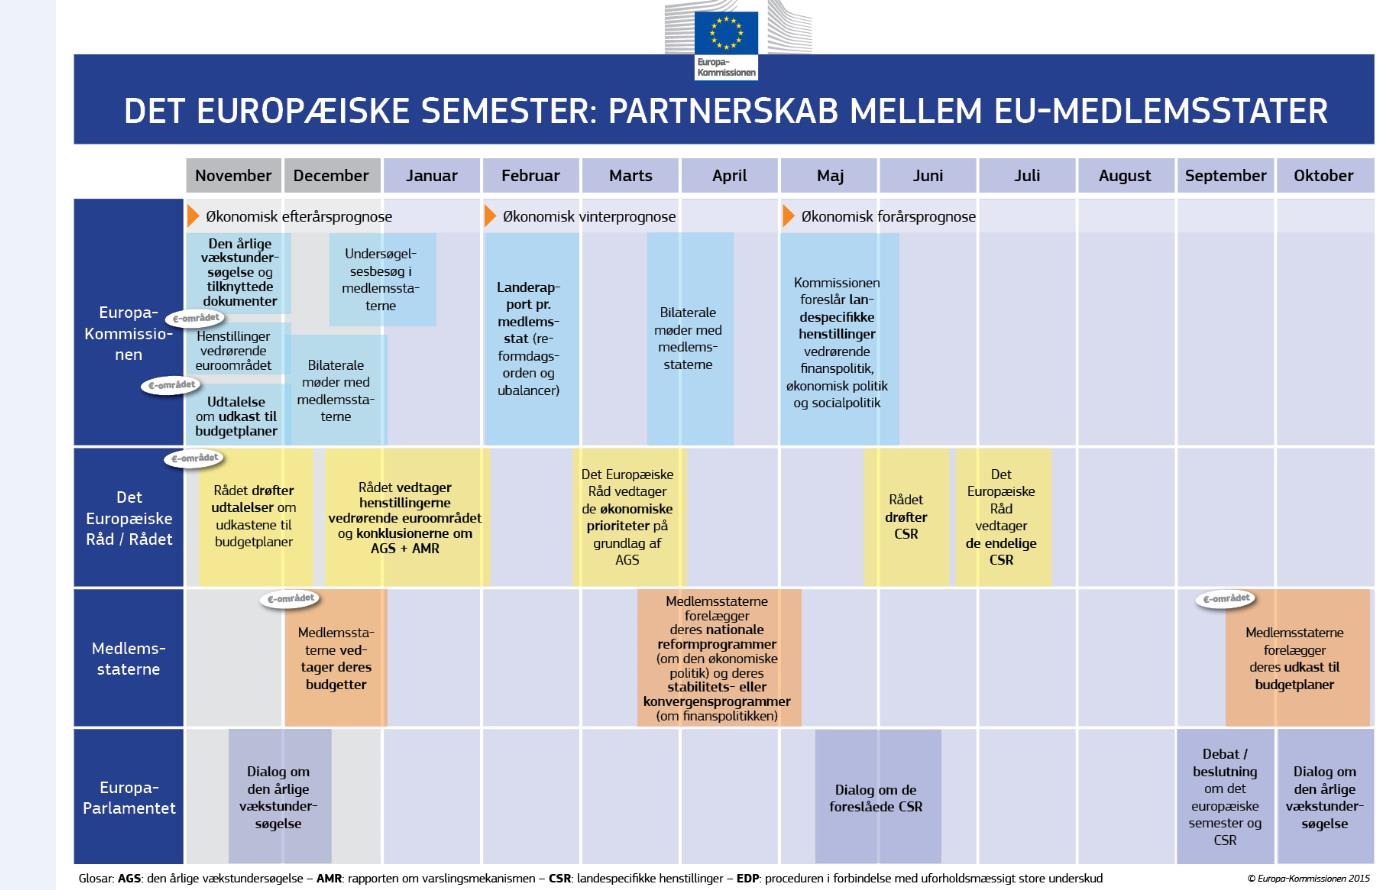 Europa-
Kommissionen
DET EUROPÆISKE SEMESTER: PARTNERSKAB MELLEM EU-MEDLEMSSTATER
November December Januar Februar Marts April Maj Juni Juli August September Oktober
Økonomisk efterårsprognose Økonomisk vinterprognose Økonomisk forårsprognose
Europa-
Kommissio-
nen
Den årlige
vækstunder-
søgelse og
tilknyttede
dokumenter
€-området
Henstillinger
vedrørende
euroområdet
€-området
Udtalelse
om udkast til
budgetplaner
Undersøgel-
sesbesøg i
medlemssta-
terne
Bilaterale
møder med
medlemssta-
terne
Landerap-
port pr.
medlems-
stat (re-
formdags-
orden og
ubalancer)
Bilaterale
møder med
medlems-
staterne
Kommissionen
foreslår lan-
despecifikke
henstillinger
vedrørende
finanspolitik,
økonomisk politik
og socialpolitik
Det
Europæiske
Råd / Rådet
€-området
Rådet drøfter
udtalelser om
udkastene til
budgetplaner
Rådet vedtager
henstillingerne
vedrørende euroområdet
og konklusionerne om
AGS + AMR
Det Europæiske
Råd vedtager
de økonomiske
prioriteter på
grundlag af
AGS
Rådet
drøfter
CSR
Det
Europæiske
Råd
vedtager
de endelige
CSR
Medlems-
staterne
€-området
Medlemssta-
terne ved-
tager deres
budgetter
Medlemsstaterne
forelægger
deres nationale
reformprogrammer
(om den økonomiske
politik) og deres
stabilitets- eller
konvergensprogrammer
(om finanspolitikken)
€-området
Medlemsstaterne
forelægger
deres udkast til
budgetplaner
Europa-
Parlamentet
Dialog om
den årlige
vækstunder-
søgelse
Dialog om de
foreslåede CSR
Debat /
beslutning
om det
europæiske
semester og
CSR
Dialog om
den årlige
vækstunder-
søgelse
Glosar: AGS: den årlige vækstundersøgelse – AMR: rapporten om varslingsmekanismen – CSR: landespecifikke henstillinger – EDP: proceduren i forbindelse med uforholdsmæssigt store underskud
© Europa-Kommissionen 2015